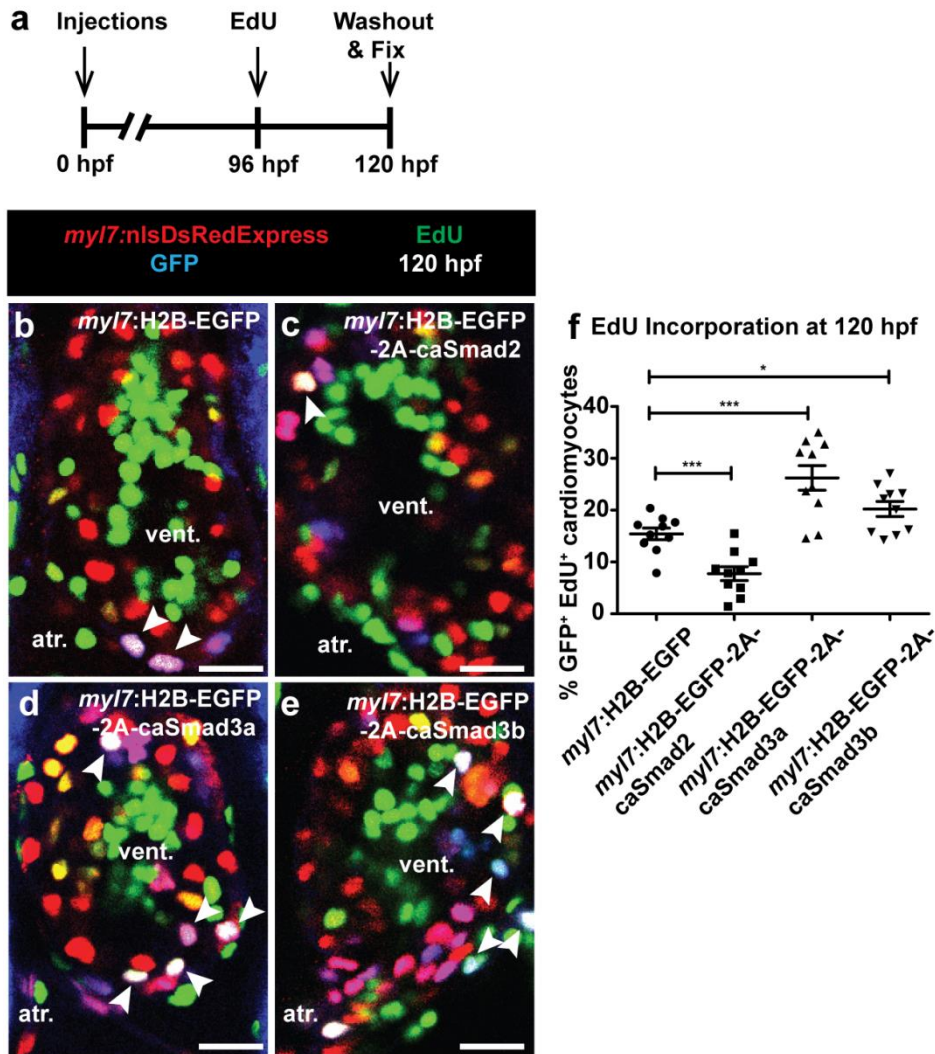 a
Injections EdU Washout
& Fix
0 hpf 96 hpf 120 hpf
myl7:nlsDsRedExpress EdU
GFP 120 hpf
b myl7:H2B-EGFP
vent.
atr.
c myl7:H2B-EGFP
-2A-caSmad2
vent.
d myl7:H2B-EGFP
-2A-caSmad3a
vent.
atr.
e myl7:H2B-EGFP
-2A-caSmad3b
vent.
atr.
f EdU Incorporation at 120 hpf
% GFP+ EdU+ cardiomyocytes
40
30
20
10
0
*
***
***
myl7:H2B-EGFP
myl7:H2B-EGFP-2A-
caSmad2
myl7:H2B-EGFP-2A-
caSmad3a
myl7:H2B-EGFP-2A-
caSmad3b